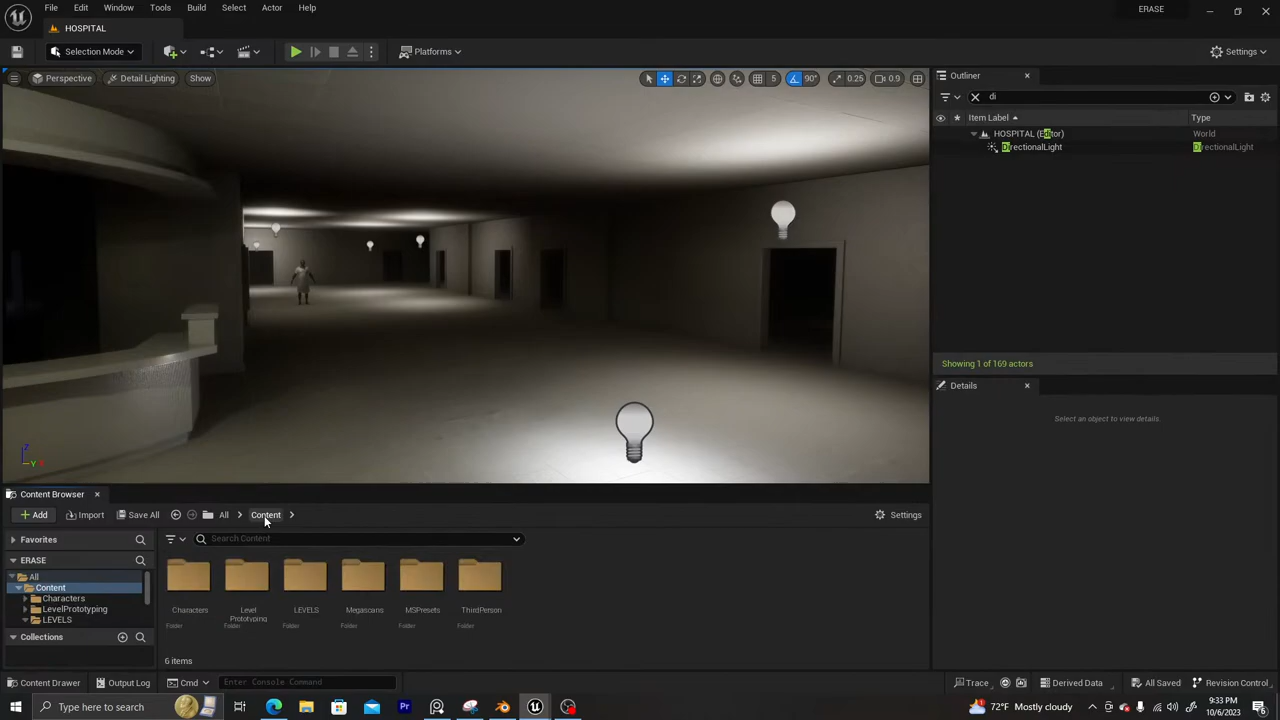 File Edit Window Tools Build Select Actor Help
ERASE
HOSPITAL
Selection Mode
Platforms
Settings
Perspective
Detail Lighting
Show
5
90°
0.25
0.9
Outliner
di
Item Label
Type
HOSPITAL (Editor)
World
DirectionalLight
DirectionalLight
Showing 1 of 169 actors
Details
Select an object to view details.
Z
Y
Content Browser
Add
Import
Save All
All
Content
Settings
Favorites
Search Content
ERASE
All
Content
Characters
LevelPrototyping
LEVELS
Collections
Characters
Folder
Level
Prototyping
Folder
LEVELS
Folder
Megascans
Folder
MSPresets
Folder
ThirdPerson
Folder
6 items
Content Drawer
Output Log
Cmd
Enter Console Command
Trace
Derived Data
All Saved
Revision Control
Type here to search
72°F Mostly cloudy
9:33 PM
10/6/2023